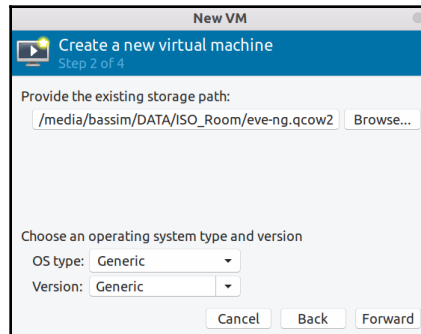 New VM
Create a new virtual machine
Step 2 of 4
Provide the existing storage path:
/media/bassim/DATA/ISO_Room/eve-ng.qcow2 Browse...
Choose an operating system type and version
OS type: Generic
Version: Generic
Cancel Back Forward